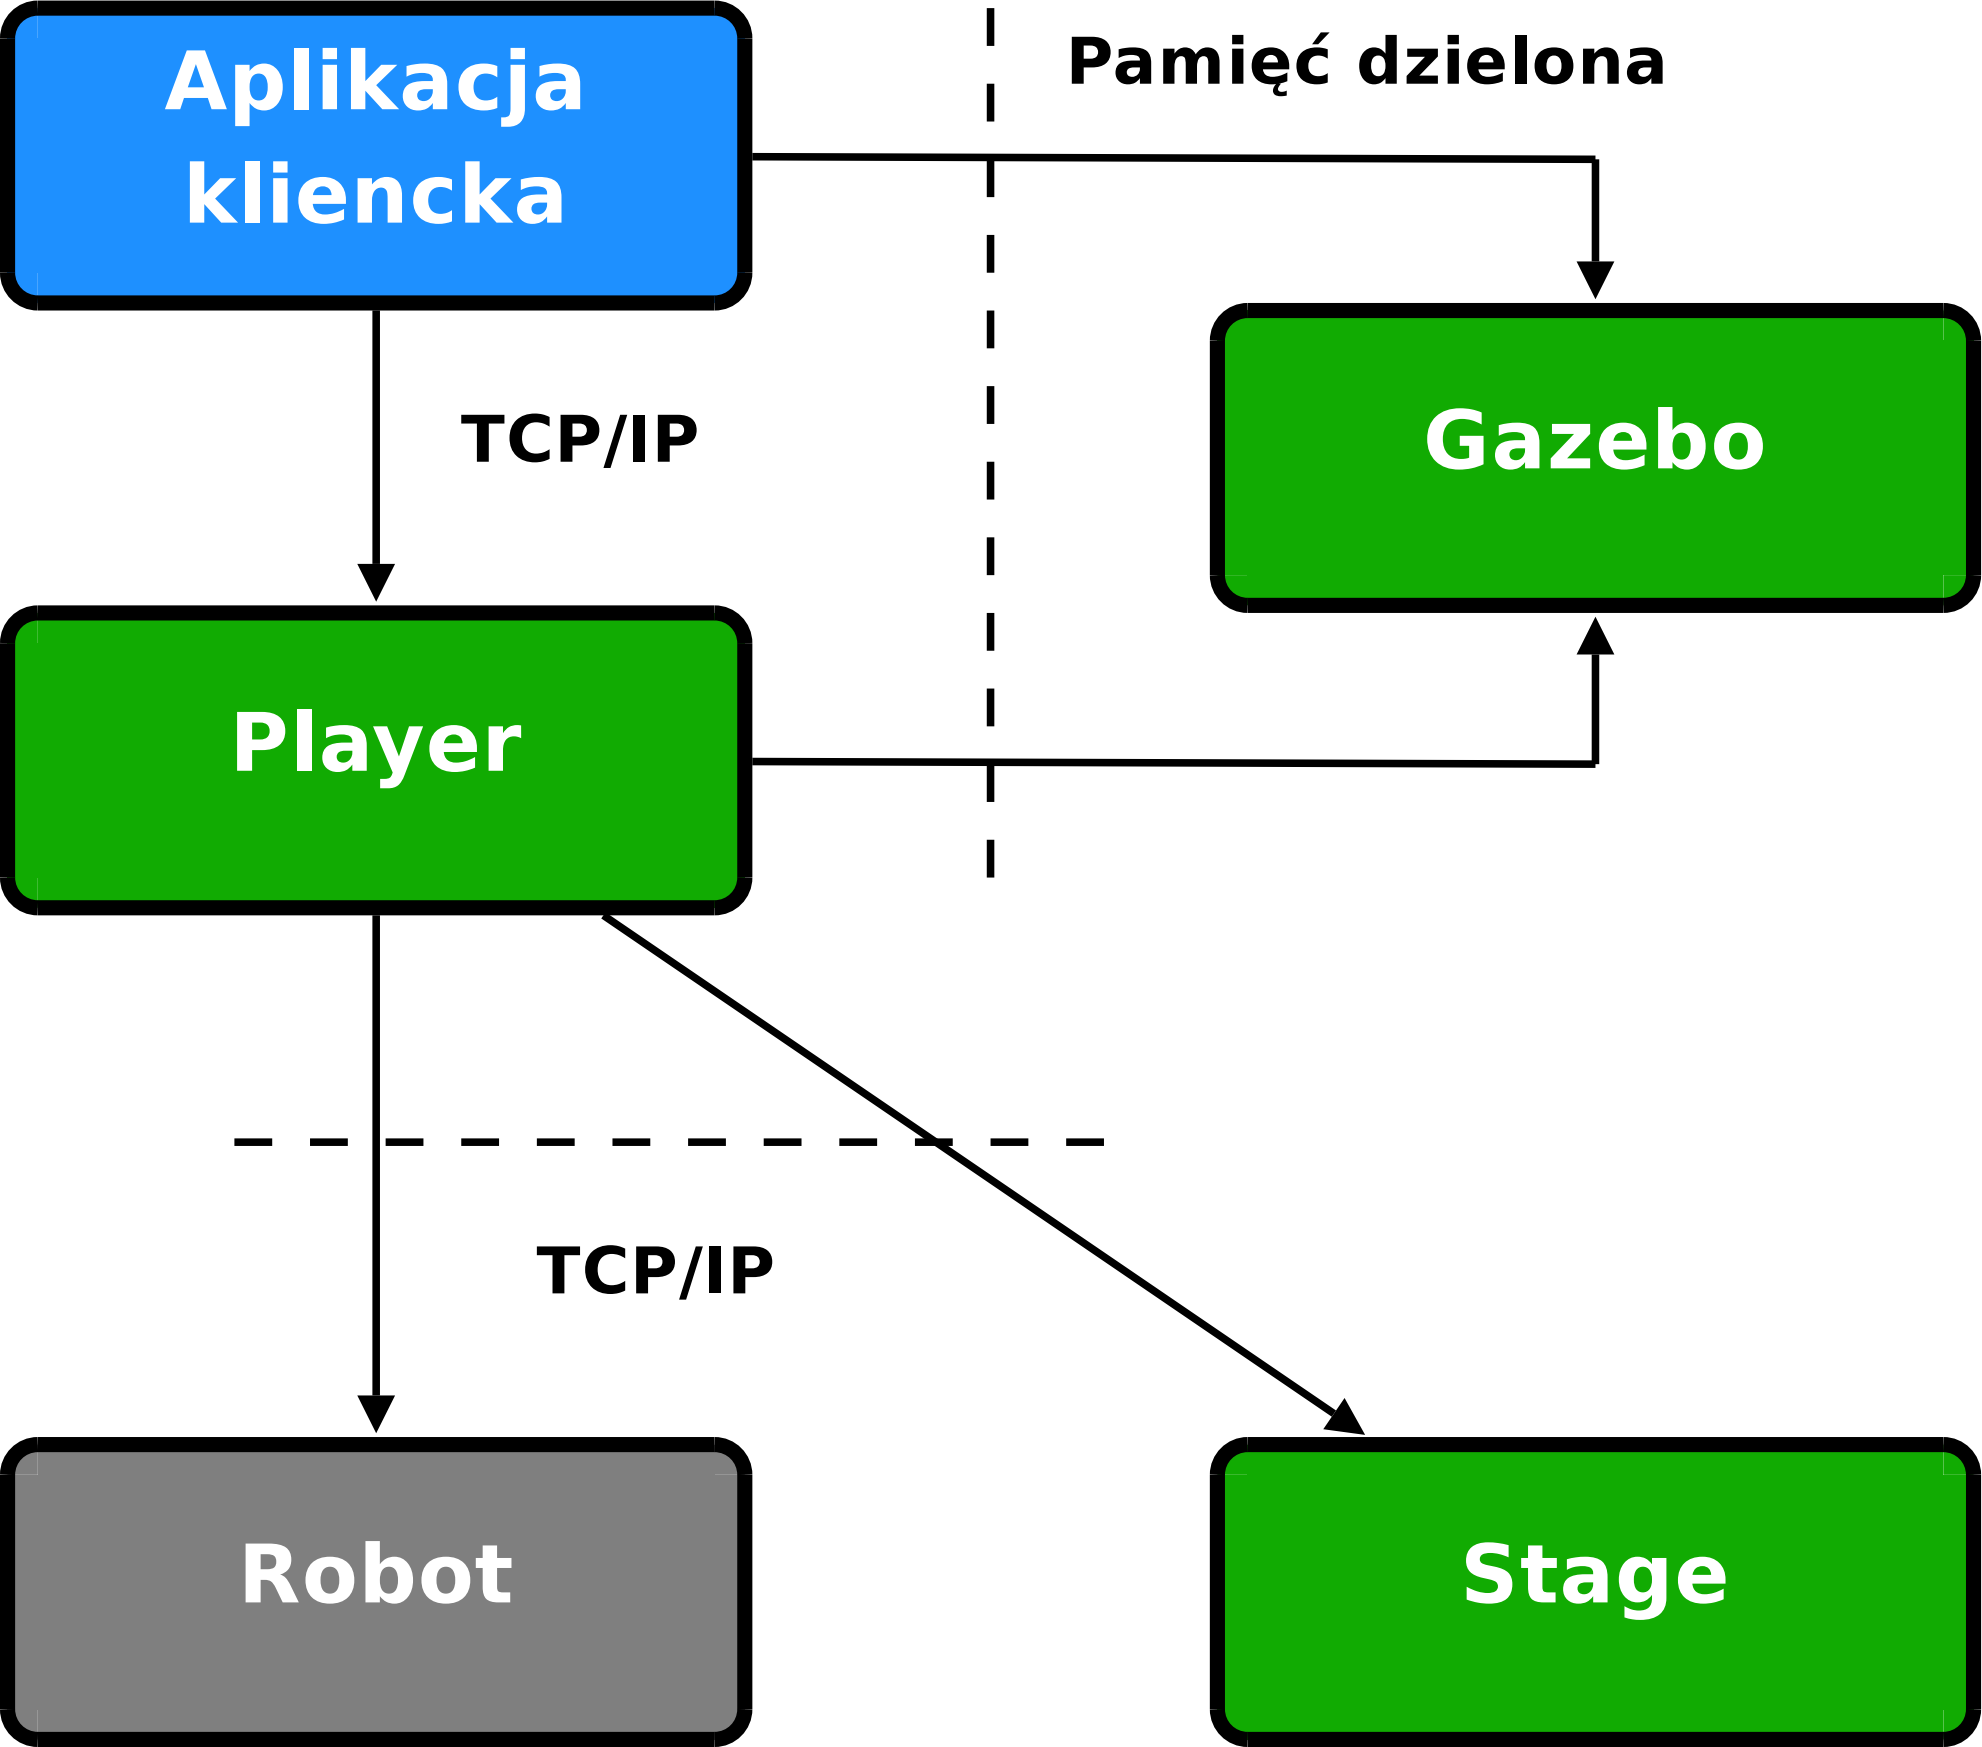 Aplikacja
kliencka
Pamięć dzielona
TCP/IP
Gazebo
Player
TCP/IP
Robot
Stage